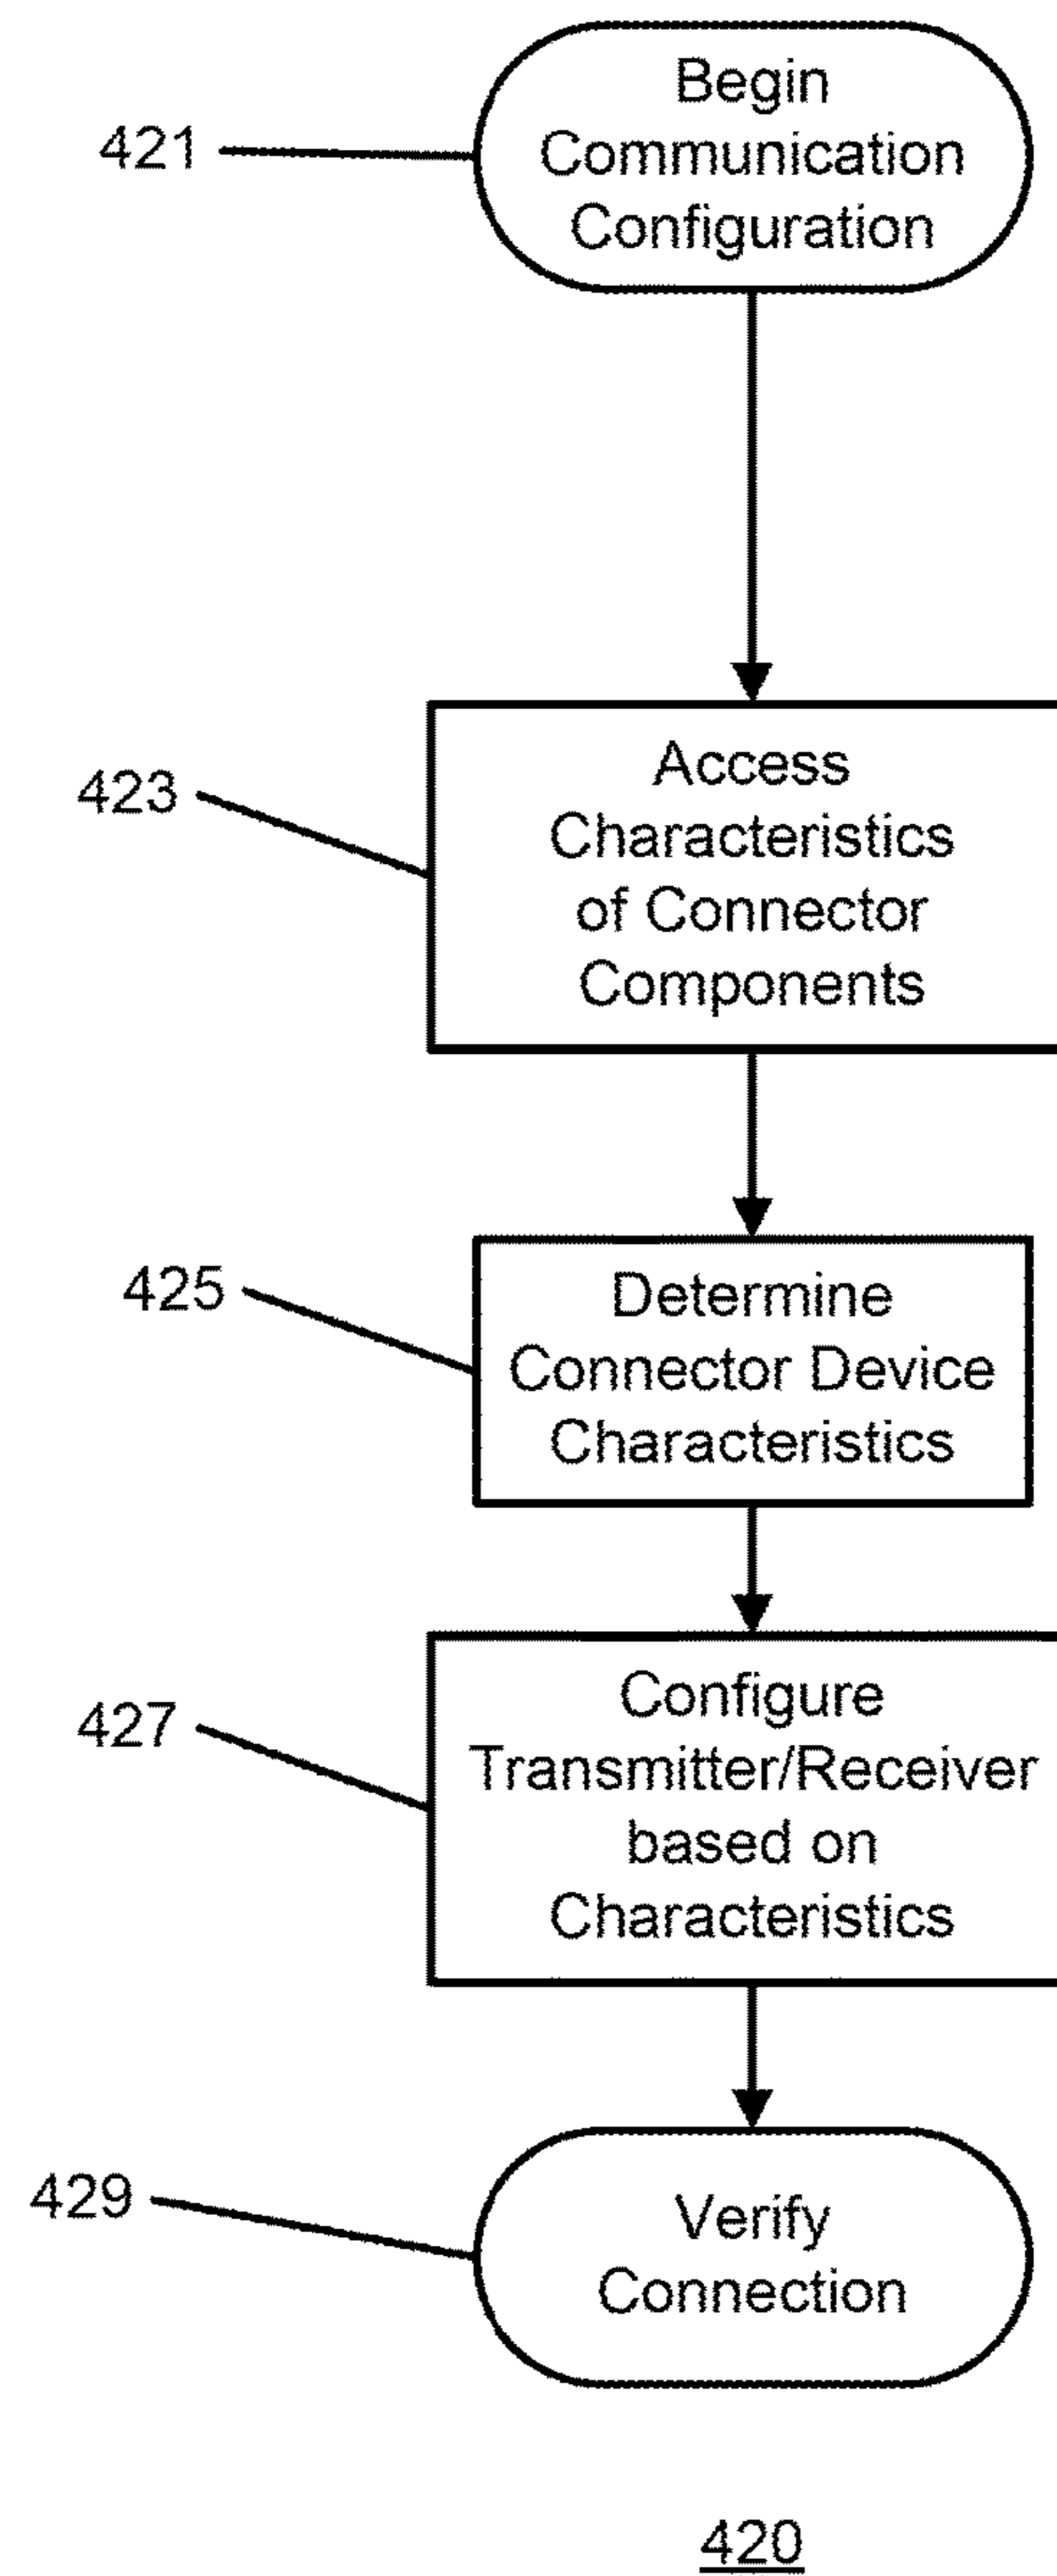 Begin
421
Communication
Configuration
Access
423
Characteristics
of Connector
Components
425
Determine
Connector Device
Characteristics
Configure
427
Transmitter/Receiver
based on
Characteristics
429
Verify
Connection
420